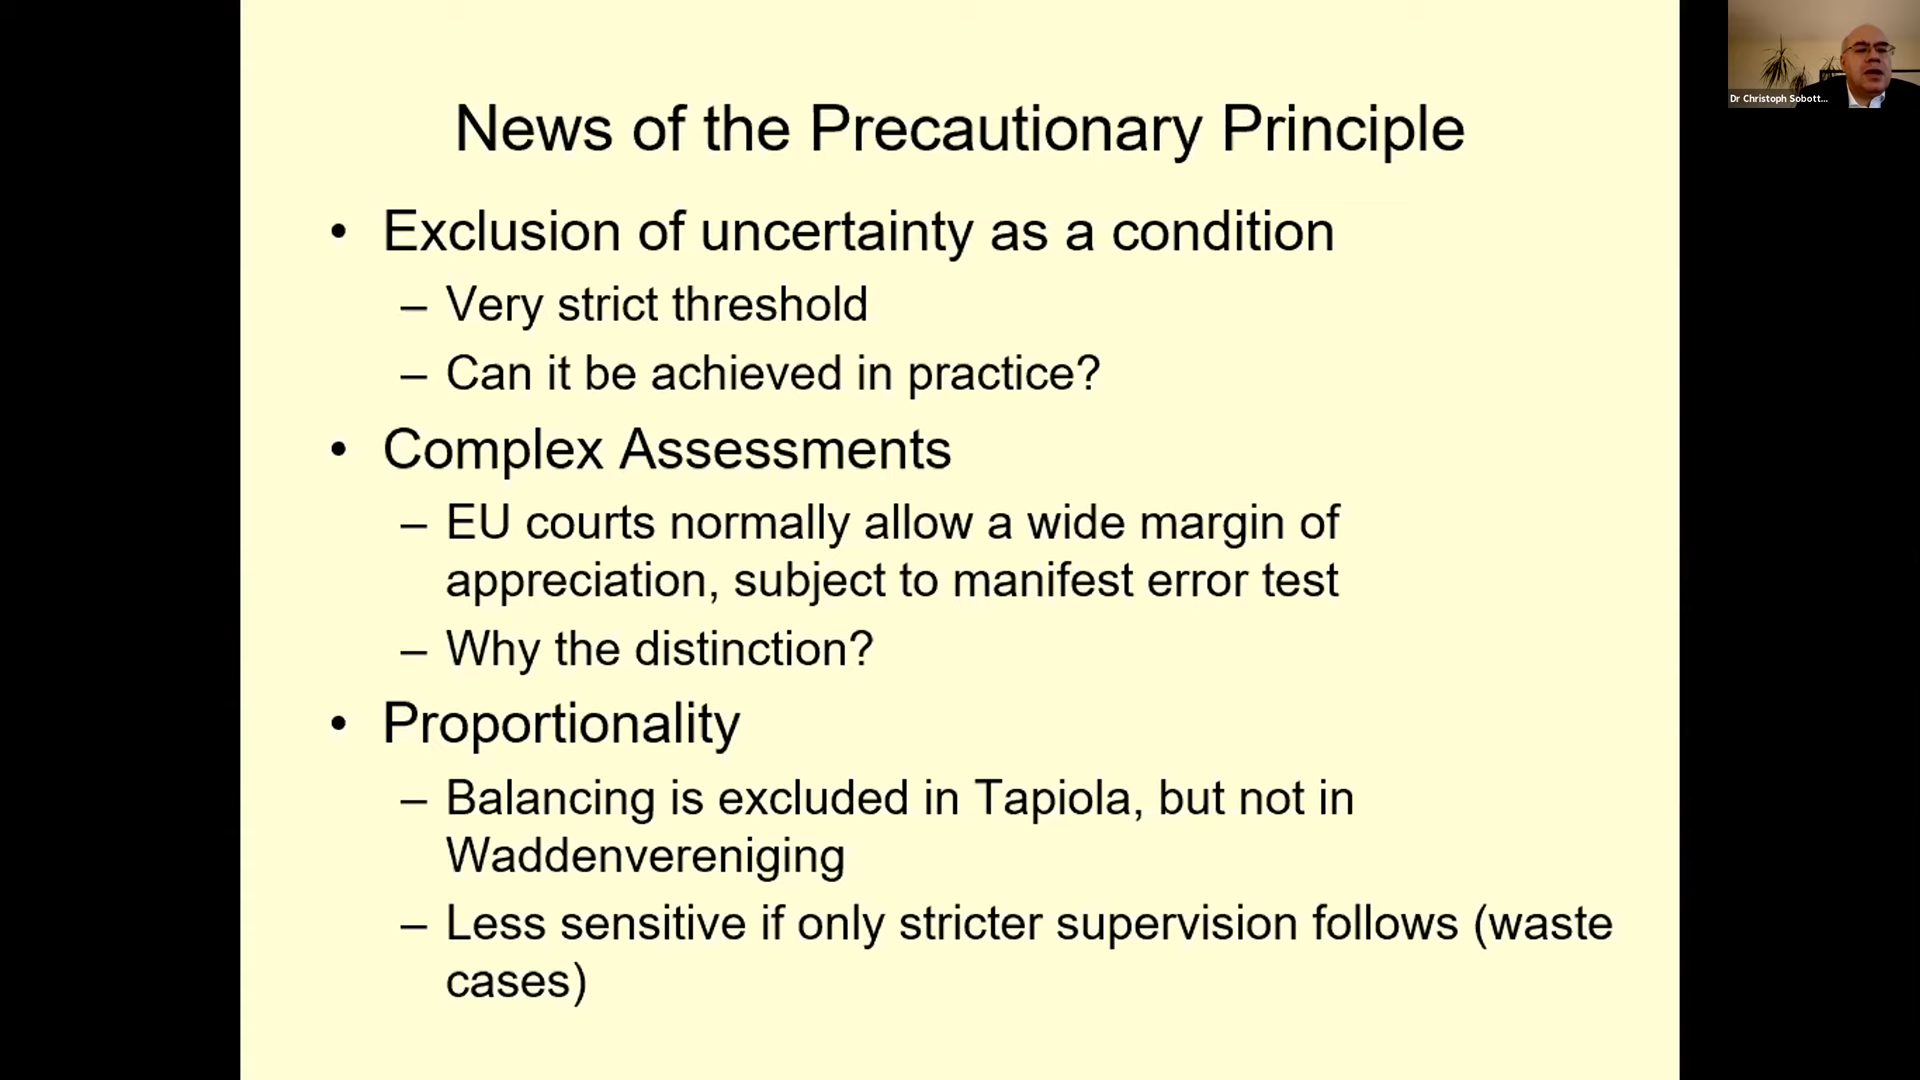 News of the Precautionary Principle
• Exclusion of uncertainty as a condition
– Very strict threshold
– Can it be achieved in practice?
• Complex Assessments
– EU courts normally allow a wide margin of
appreciation, subject to manifest error test
– Why the distinction?
• Proportionality
– Balancing is excluded in Tapiola, but not in
Waddenvereniging
– Less sensitive if only stricter supervision follows (waste
cases)
Dr Christoph Sobott...